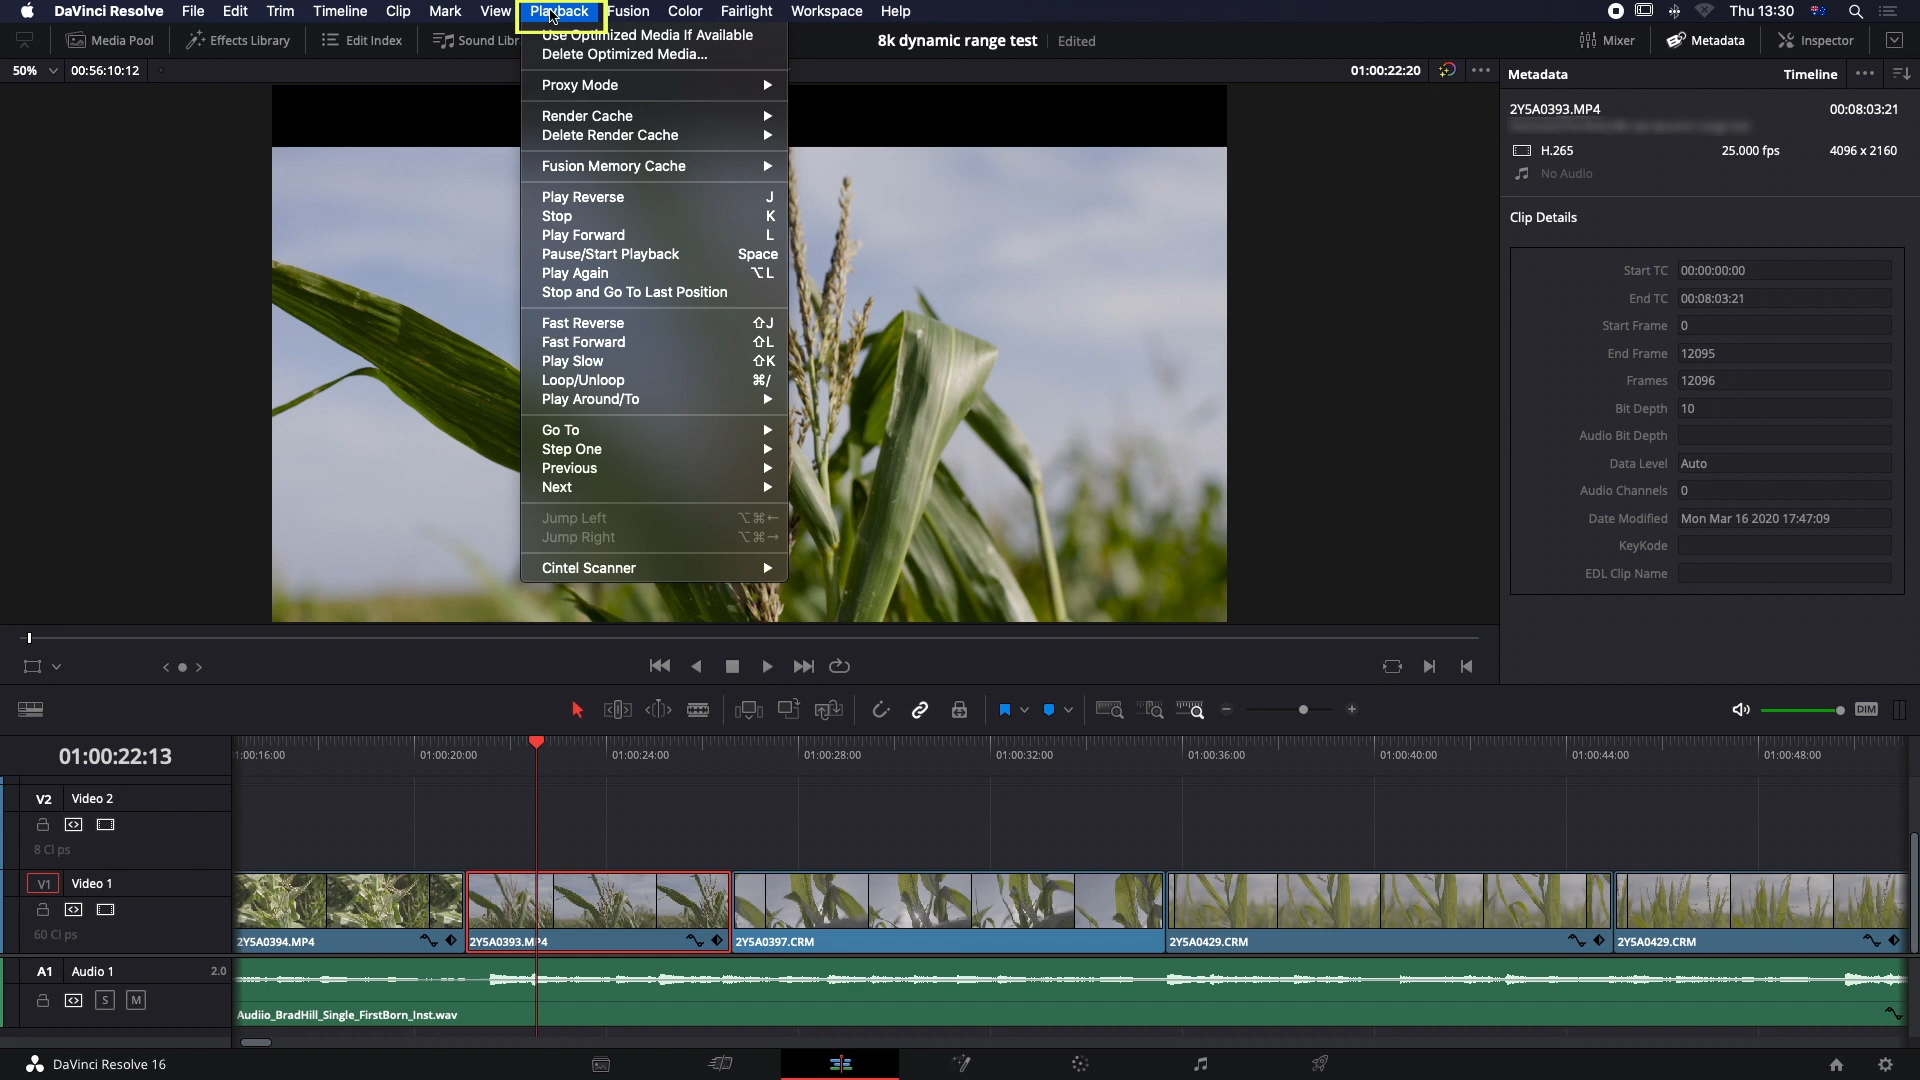 DaVinci Resolve File Edit Trim Timeline Clip Mark View Playback Fusion Color Fairlight Workspace Help Thu 13:30
Media Pool Effects Library Edit Index Sound Libr 8k dynamic range test Edited Mixer Metadata Inspector
50% 00:56:10:12 01:00:22:20 Metadata Timeline
Use Optimized Media If Available
Delete Optimized Media...
Proxy Mode
Render Cache
Delete Render Cache
Fusion Memory Cache
Play Reverse J
Stop K
Play Forward L
Pause/Start Playback Space
Play Again ⌥L
Stop and Go To Last Position
Fast Reverse ⇧J
Fast Forward ⇧L
Play Slow ⇧K
Loop/Unloop ⌘/
Play Around/To
Go To
Step One
Previous
Next
Jump Left ⌥⌘←
Jump Right ⌥⌘→
Cintel Scanner
2Y5A0393.MP4 00:08:03:21
H.265 25.000 fps 4096 x 2160
No Audio
Clip Details
Start TC 00:00:00:00
End TC 00:08:03:21
Start Frame 0
End Frame 12095
Frames 12096
Bit Depth 10
Audio Bit Depth
Data Level Auto
Audio Channels 0
Date Modified Mon Mar 16 2020 17:47:09
KeyKode
EDL Clip Name
DIM
01:00:22:13 1:00:16:00 01:00:20:00 01:00:24:00 01:00:28:00 01:00:32:00 01:00:36:00 01:00:40:00 01:00:44:00 01:00:48:00
V2 Video 2
8 Clips
V1 Video 1
60 Clips
2Y5A0394.MP4 2Y5A0393.MP4 2Y5A0397.CRM 2Y5A0429.CRM 2Y5A0429.CRM
A1 Audio 1 2.0
S M
Audiio_BradHill_Single_FirstBorn_Inst.wav
DaVinci Resolve 16